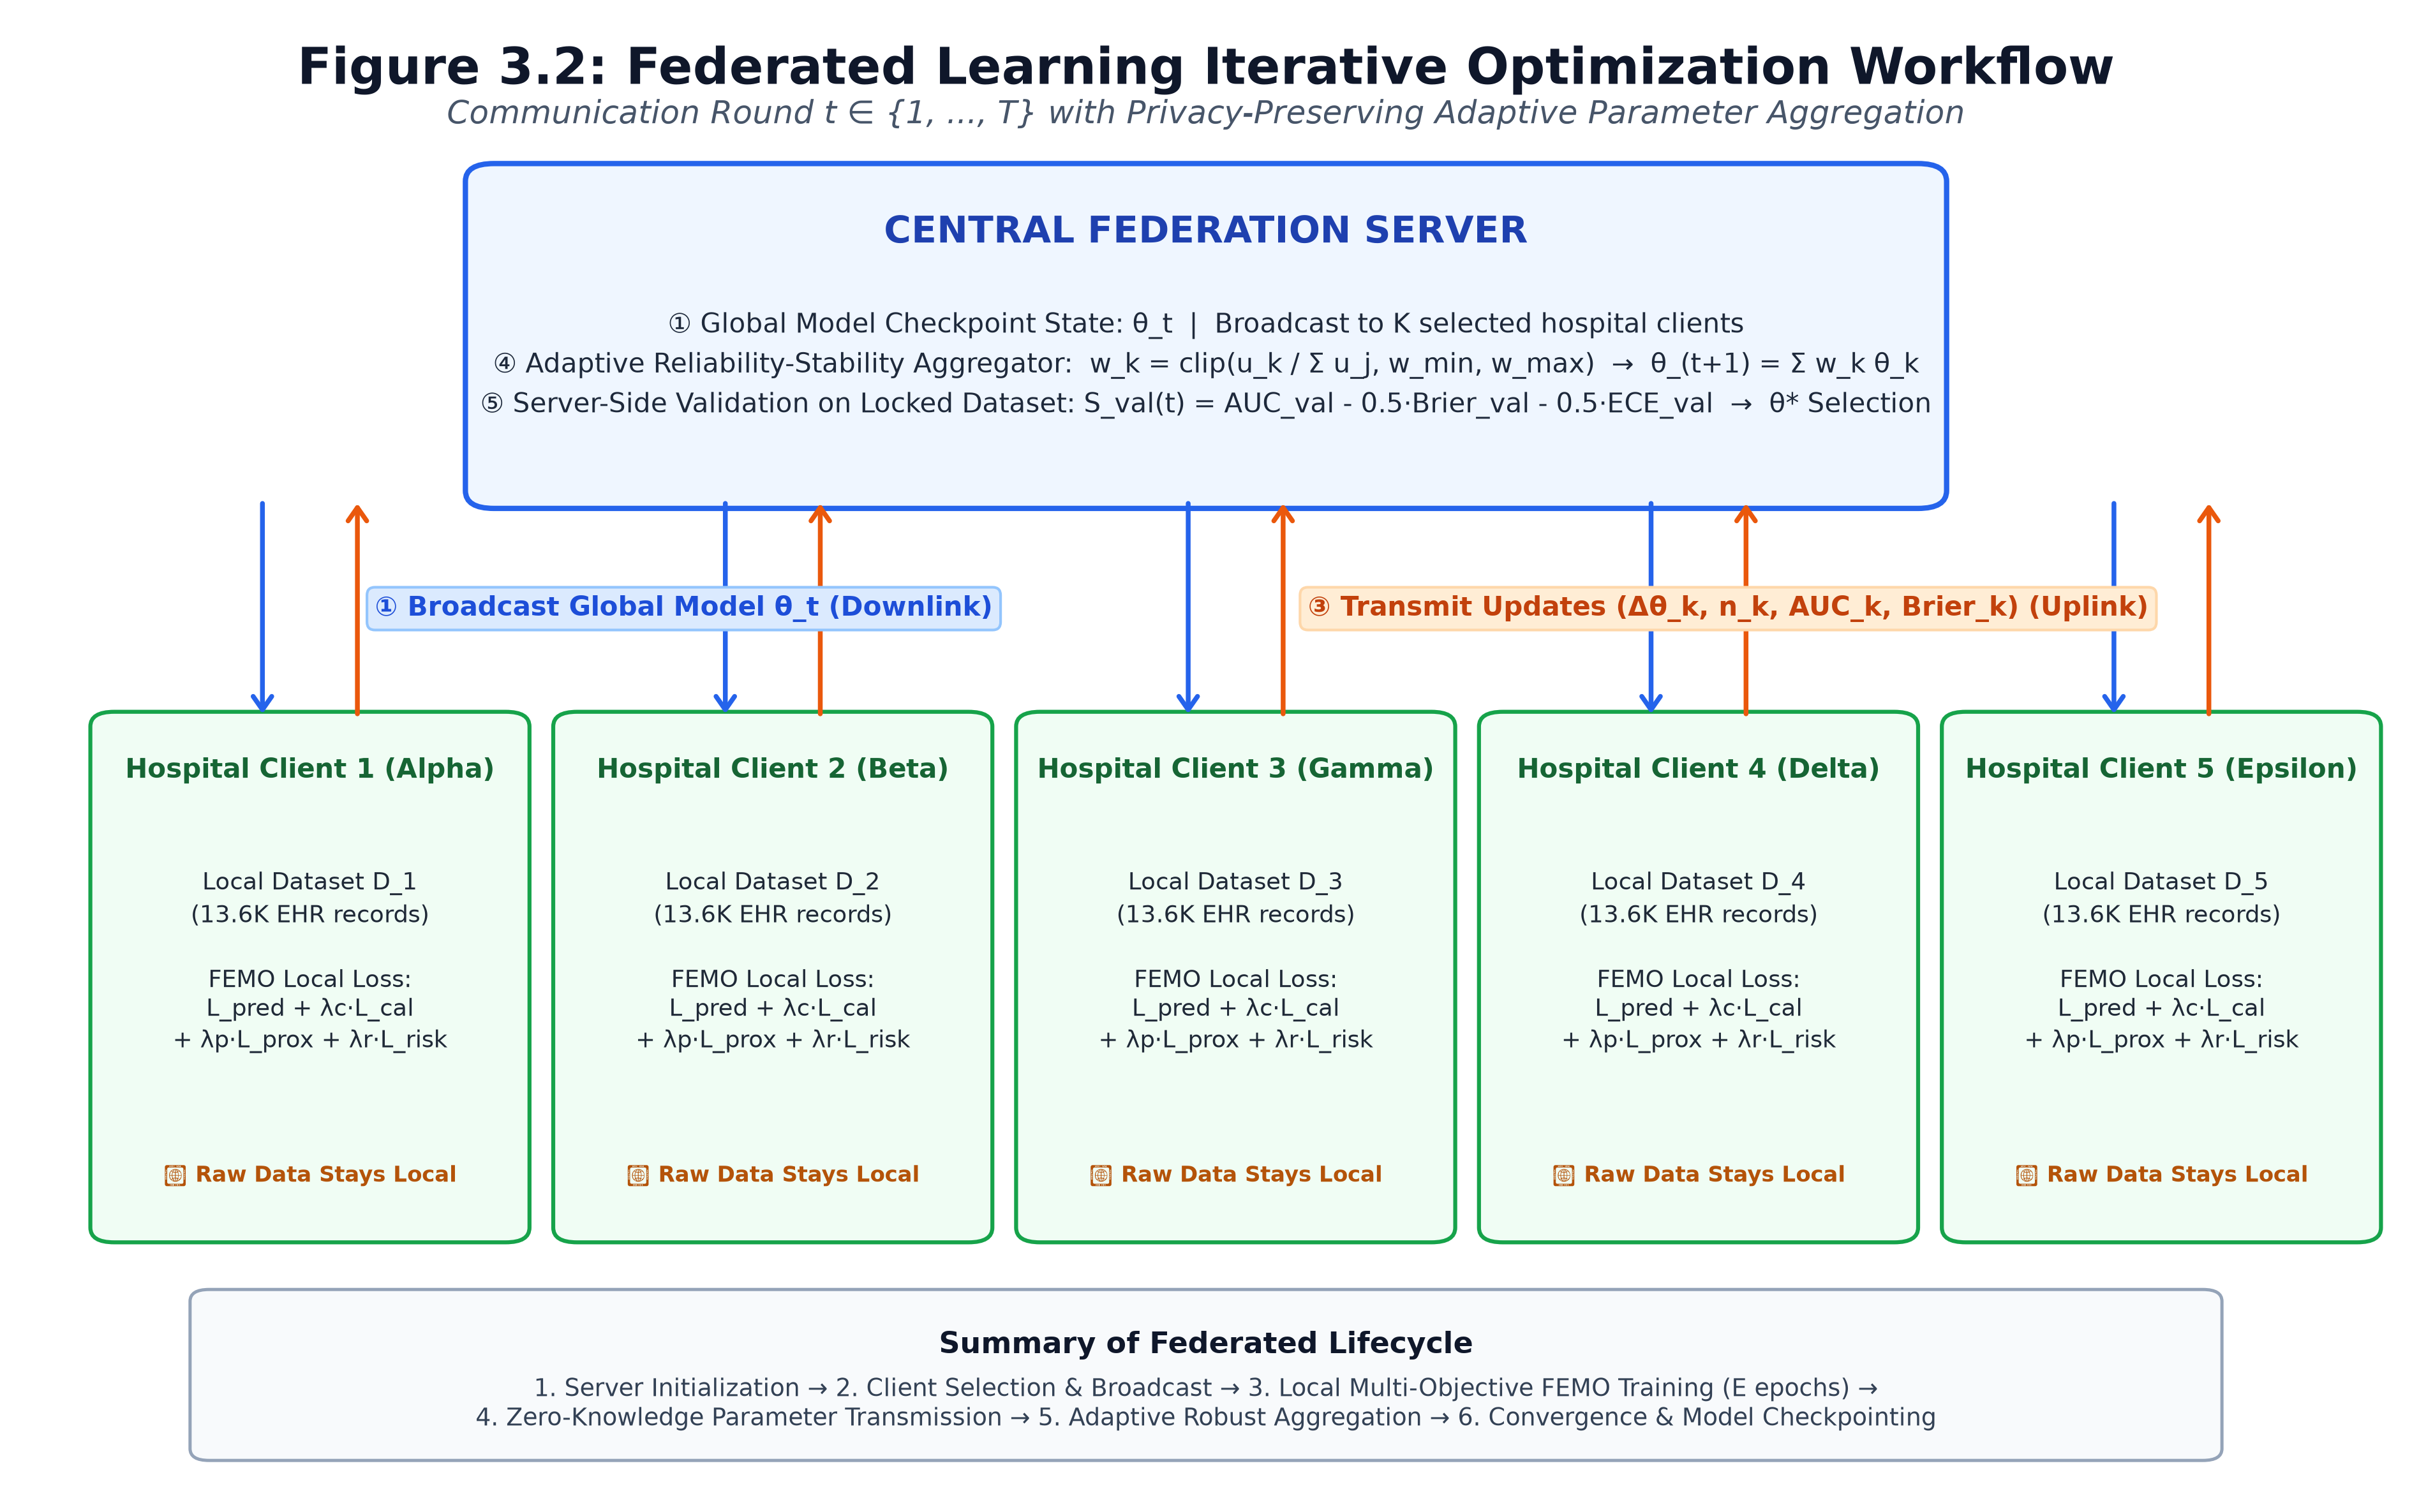 Figure 3.2: Federated Learning Iterative Optimization Workflow
Communication Round t ∈ {1, ..., T} with Privacy-Preserving Adaptive Parameter Aggregation
CENTRAL FEDERATION SERVER
① Global Model Checkpoint State: θ_t | Broadcast to K selected hospital clients
④ Adaptive Reliability-Stability Aggregator: w_k = clip(u_k / Σ u_j, w_min, w_max) → θ_(t+1) = Σ w_k θ_k
⑤ Server-Side Validation on Locked Dataset: S_val(t) = AUC_val - 0.5·Brier_val - 0.5·ECE_val → θ* Selection
① Broadcast Global Model θ_t (Downlink)
③ Transmit Updates (Δθ_k, n_k, AUC_k, Brier_k) (Uplink)
Hospital Client 1 (Alpha)
Local Dataset D_1
(13.6K EHR records)
FEMO Local Loss:
L_pred + λc·L_cal
+ λp·L_prox + λr·L_risk
Raw Data Stays Local
Hospital Client 2 (Beta)
Local Dataset D_2
(13.6K EHR records)
FEMO Local Loss:
L_pred + λc·L_cal
+ λp·L_prox + λr·L_risk
Raw Data Stays Local
Hospital Client 3 (Gamma)
Local Dataset D_3
(13.6K EHR records)
FEMO Local Loss:
L_pred + λc·L_cal
+ λp·L_prox + λr·L_risk
Raw Data Stays Local
Hospital Client 4 (Delta)
Local Dataset D_4
(13.6K EHR records)
FEMO Local Loss:
L_pred + λc·L_cal
+ λp·L_prox + λr·L_risk
Raw Data Stays Local
Hospital Client 5 (Epsilon)
Local Dataset D_5
(13.6K EHR records)
FEMO Local Loss:
L_pred + λc·L_cal
+ λp·L_prox + λr·L_risk
Raw Data Stays Local
Summary of Federated Lifecycle
1. Server Initialization → 2. Client Selection & Broadcast → 3. Local Multi-Objective FEMO Training (E epochs) →
4. Zero-Knowledge Parameter Transmission → 5. Adaptive Robust Aggregation → 6. Convergence & Model Checkpointing